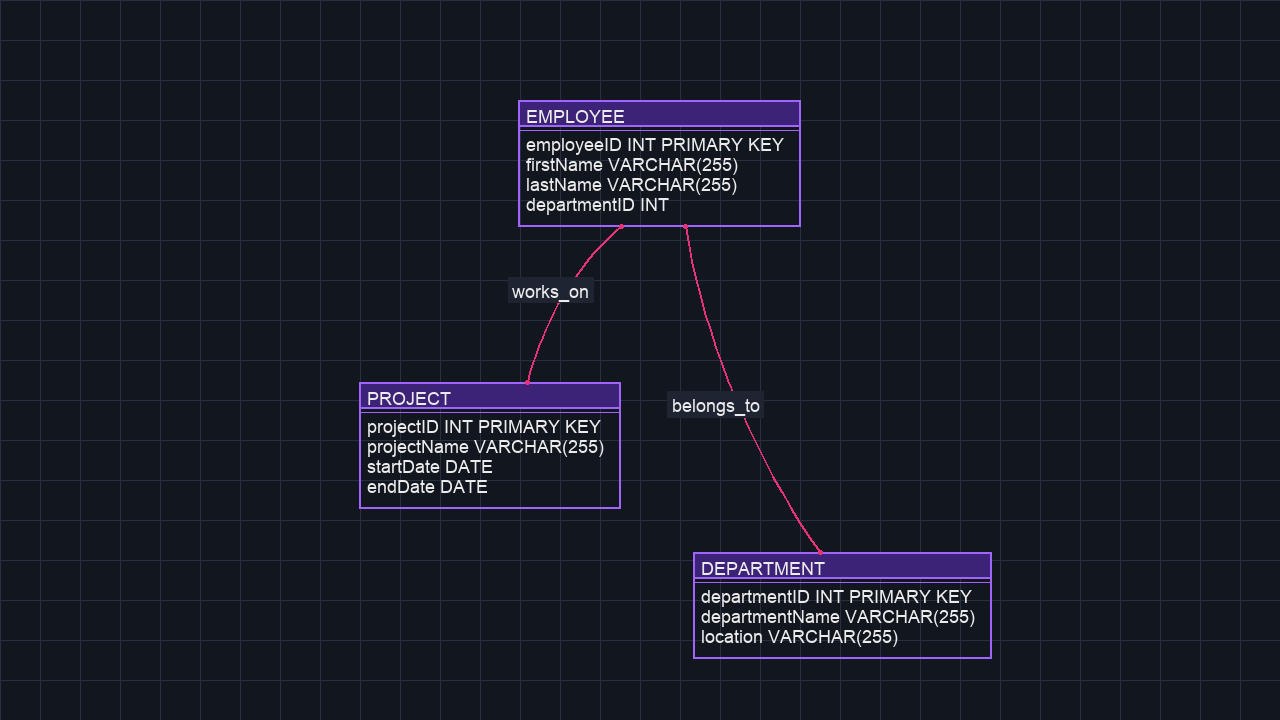 EMPLOYEE
employeeID INT PRIMARY KEY
firstName VARCHAR(255)
lastName VARCHAR(255)
departmentID INT
works_on
PROJECT
projectID INT PRIMARY KEY
projectName VARCHAR(255)
startDate DATE
endDate DATE
belongs_to
DEPARTMENT
departmentID INT PRIMARY KEY
departmentName VARCHAR(255)
location VARCHAR(255)